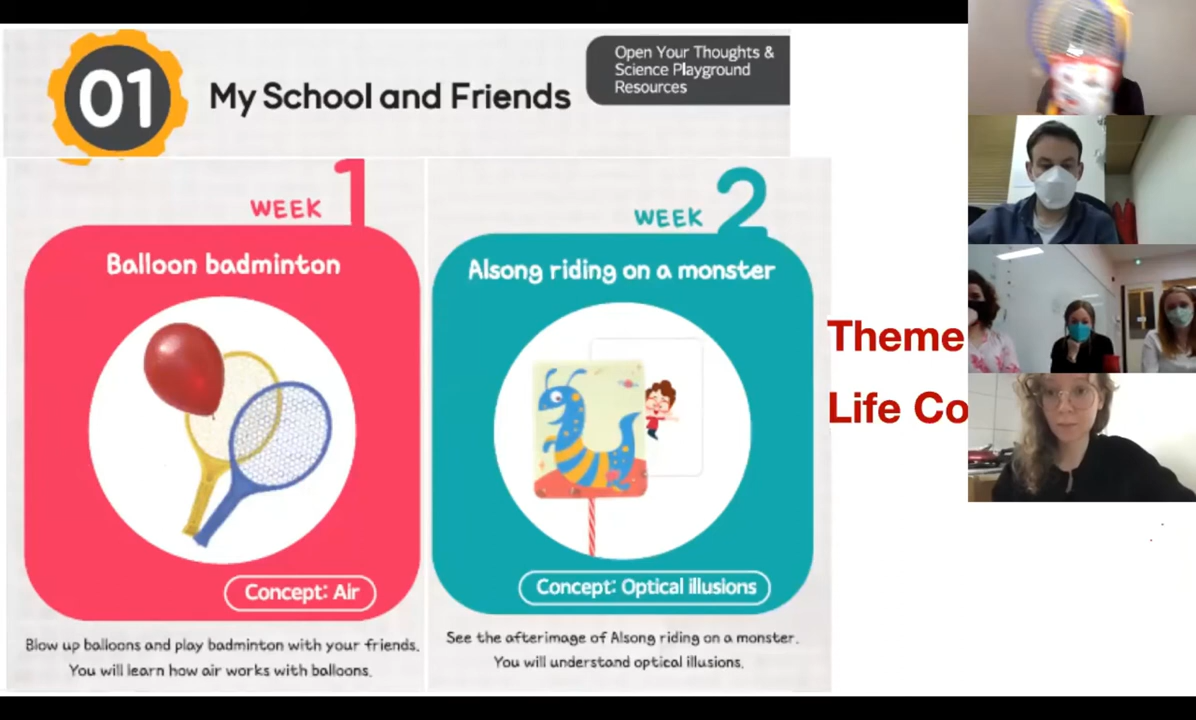 01
My School and Friends
Open Your Thoughts &
Science Playground
Resources
WEEK 1
Balloon badminton
Concept: Air
Blow up balloons and play badminton with your friends.
You will learn how air works with balloons.
WEEK 2
Alsong riding on a monster
Concept: Optical illusions
See the afterimage of Alsong riding on a monster.
You will understand optical illusions.
Theme
Life Co